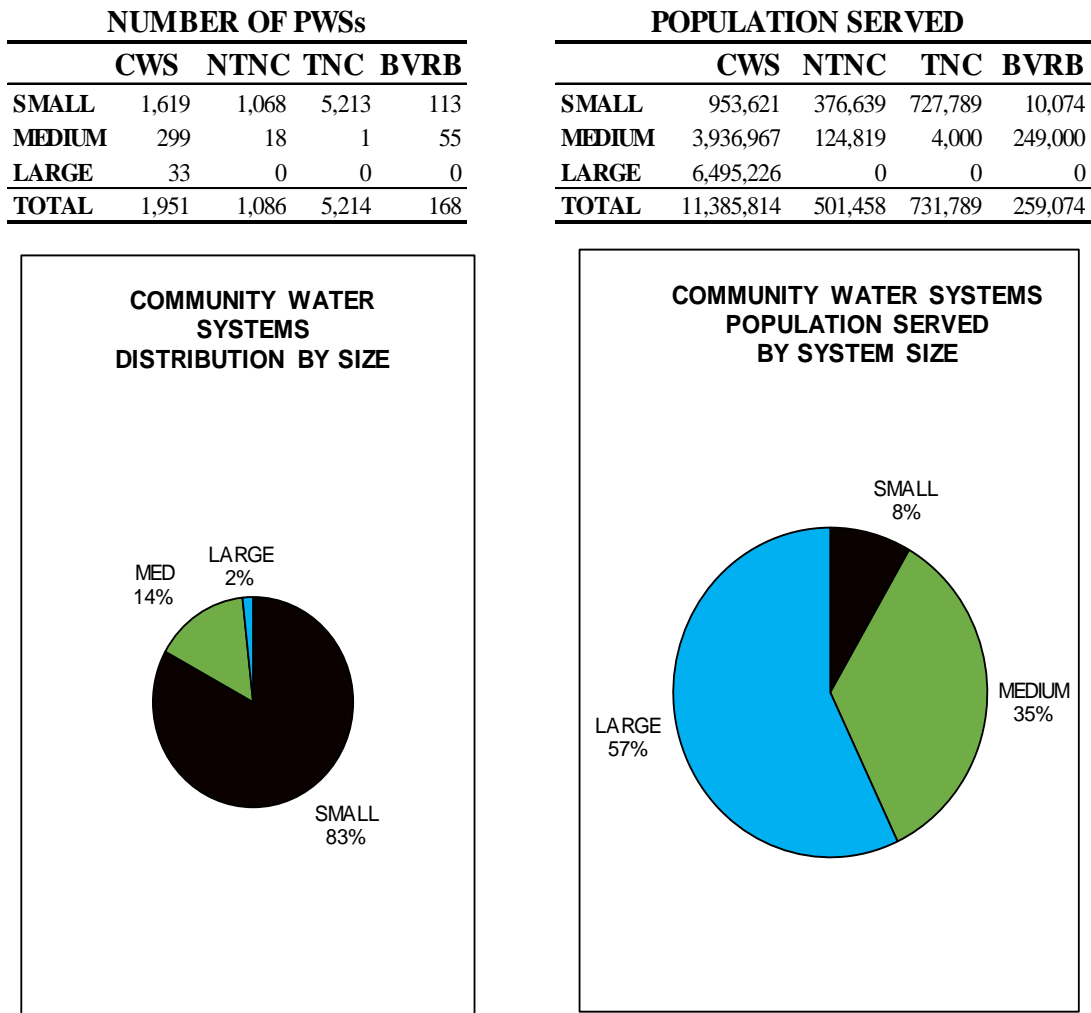 NUMBER OF PWSs
CWS NTNC TNC BVRB
SMALL 1,619 1,068 5,213 113
MEDIUM 299 18 1 55
LARGE 33 0 0 0
TOTAL 1,951 1,086 5,214 168
POPULATION SERVED
CWS NTNC TNC BVRB
SMALL 953,621 376,639 727,789 10,074
MEDIUM 3,936,967 124,819 4,000 249,000
LARGE 6,495,226 0 0 0
TOTAL 11,385,814 501,458 731,789 259,074
COMMUNITY WATER
SYSTEMS
DISTRIBUTION BY SIZE
LARGE
2%
MED
14%
SMALL
83%
COMMUNITY WATER SYSTEMS
POPULATION SERVED
BY SYSTEM SIZE
SMALL
8%
MEDIUM
35%
LARGE
57%